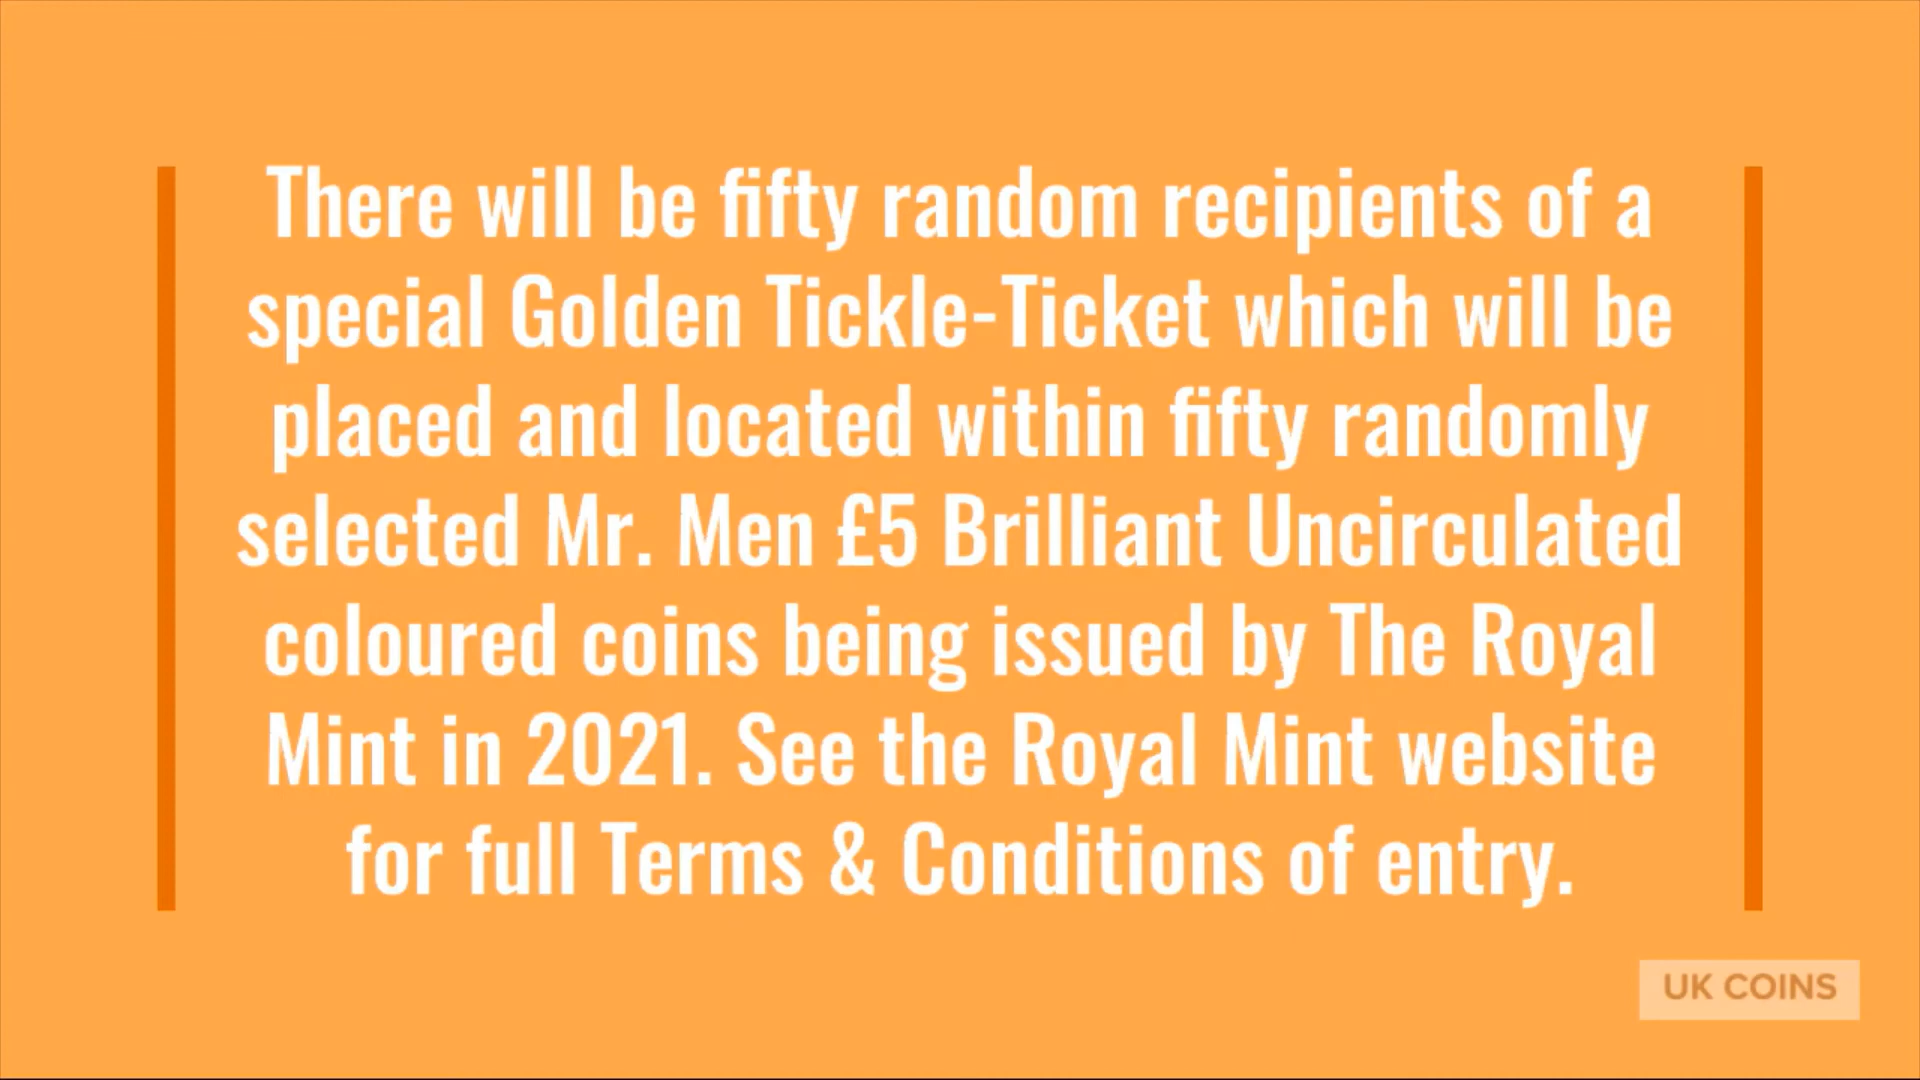 There will be fifty random recipients of a
special Golden Tickle-Ticket which will be
placed and located within fifty randomly
selected Mr. Men £5 Brilliant Uncirculated
coloured coins being issued by The Royal
Mint in 2021. See the Royal Mint website
for full Terms & Conditions of entry.
UK COINS